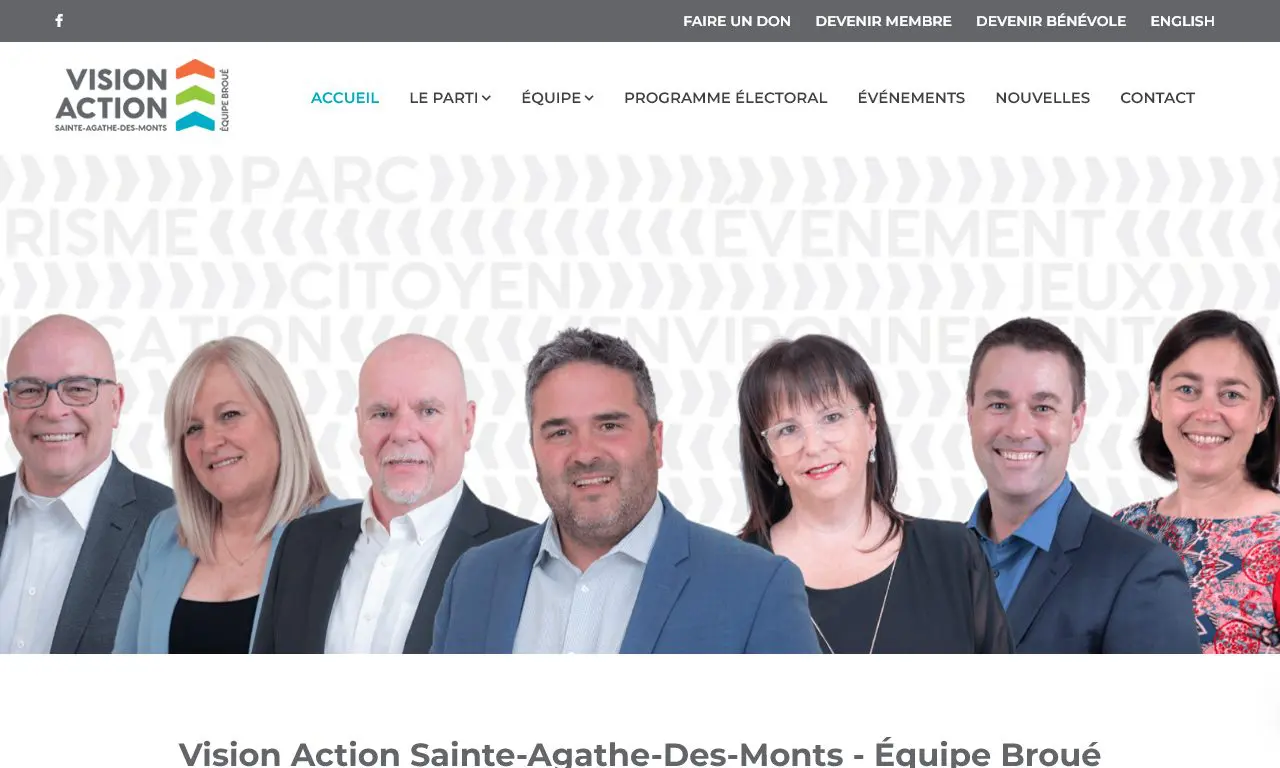 FAIRE UN DON DEVENIR MEMBRE DEVENIR BÉNÉVOLE ENGLISH
VISION
ACTION
SAINTE-AGATHE-DES-MONTS
ÉQUIPE BROUÉ
ACCUEIL LE PARTI ÉQUIPE PROGRAMME ÉLECTORAL ÉVÉNEMENTS NOUVELLES CONTACT
PARC
RISME ÉVÉNEMENT
CITOYEN JEUX
ICATION ENVIRONNEMENT
Vision Action Sainte-Agathe-Des-Monts - Équipe Broué